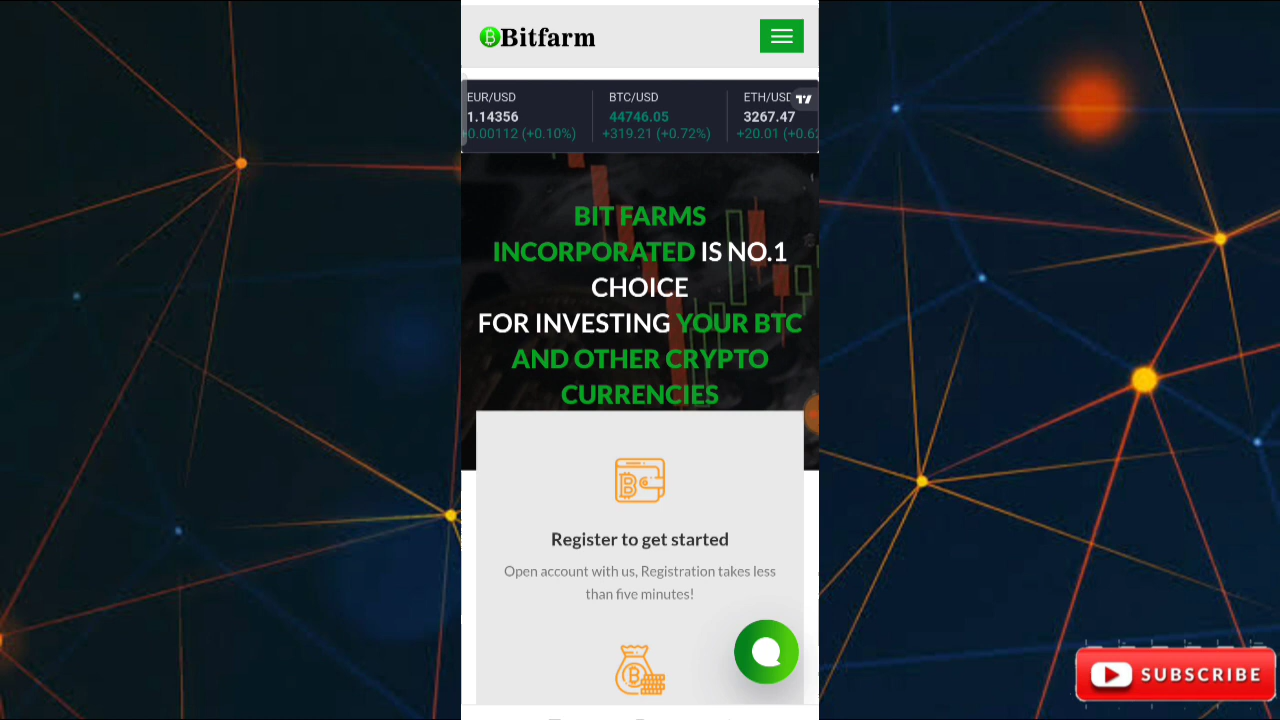 Bitfarm
EUR/USD
1.14356
0.00112 (+0.10%)
BTC/USD
44746.05
+319.21 (+0.72%)
ETH/USD
3267.47
+20.01 (+0.62
BIT FARMS
INCORPORATED IS NO.1
CHOICE
FOR INVESTING YOUR BTC
AND OTHER CRYPTO
CURRENCIES
Register to get started
Open account with us, Registration takes less
than five minutes!
SUBSCRIBE